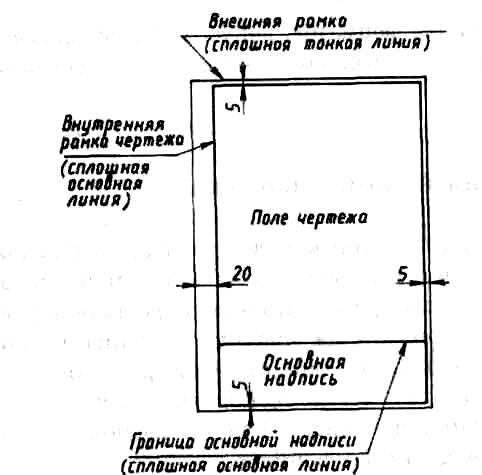 Внешняя рамка
(сплошная тонкая линия)
5
Внутренняя
рамка чертежа
(сплошная
основная
линия)
Поле чертежа
20
5
Основная
надпись
5
Граница основной надписи
(сплошная основная линия)